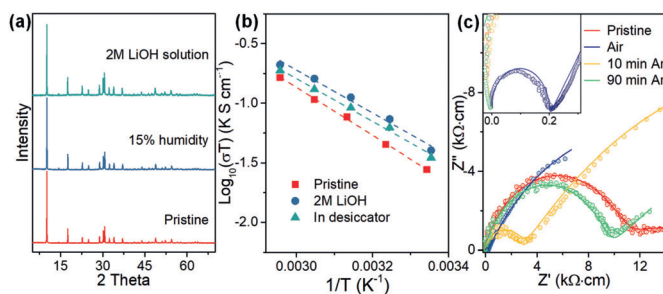 (a)
2M LiOH solution
15% humidity
Pristine
Intensity
15 30 45 60
2 Theta
(b)
-0.5
-1.0
-1.5
-2.0
Log10(σT) (K S cm⁻¹)
Pristine
2M LiOH
In desiccator
0.0030 0.0032 0.0034
1/T (K⁻¹)
(c)
Pristine
Air
10 min Ar
90 min Ar
0.0 0.2
-8
-4
0
Z'' (kΩ·cm)
0 4 8 12
Z' (kΩ·cm)